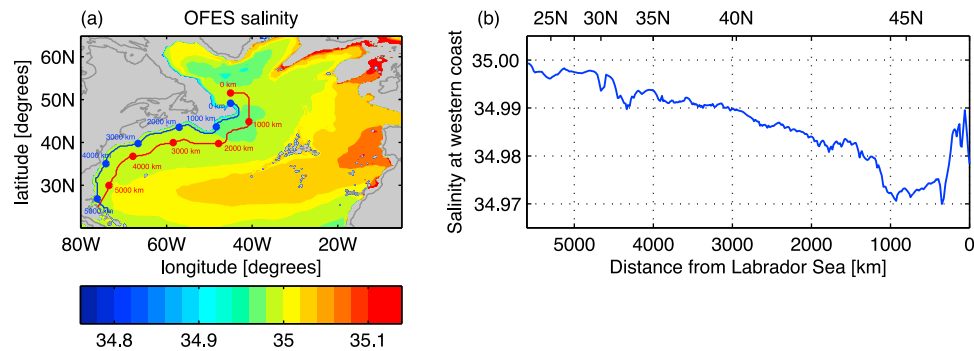 (a) OFES salinity
60N
50N
40N
30N
latitude [degrees]
0 km
0 km
1000 km
1000 km
2000 km
2000 km
3000 km
3000 km
4000 km
4000 km
5000 km
5000 km
80W 60W 40W 20W
longitude [degrees]
34.8 34.9 35 35.1
(b) 25N 30N 35N 40N 45N
35.00
34.99
34.98
34.97
Salinity at western coast
5000 4000 3000 2000 1000 0
Distance from Labrador Sea [km]